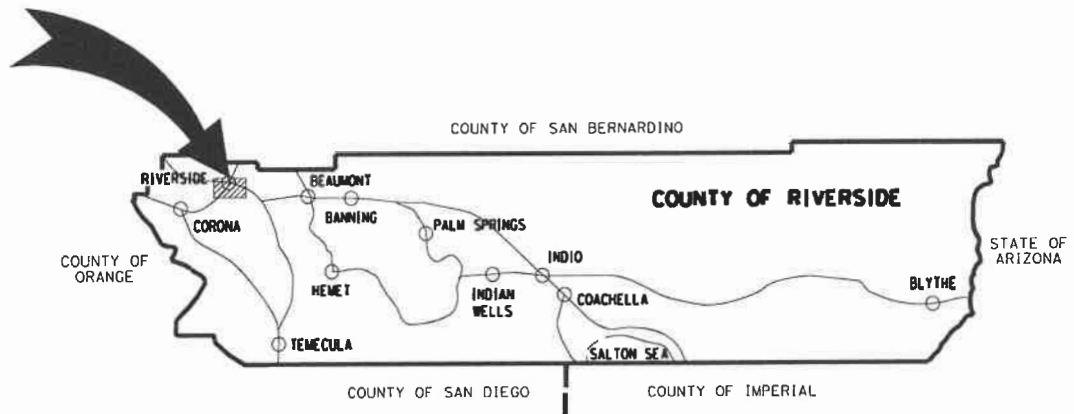 COUNTY OF SAN BERNARDINO
RIVERSIDE
BEAUMONT
COUNTY OF RIVERSIDE
CORONA
BANNING
PALM SPRINGS
STATE OF
ARIZONA
COUNTY OF
ORANGE
HEMET
INDIO
BLYTHE
INDIAN
WELLS
COACHELLA
TEMECULA
SALTON SEA
COUNTY OF SAN DIEGO
COUNTY OF IMPERIAL